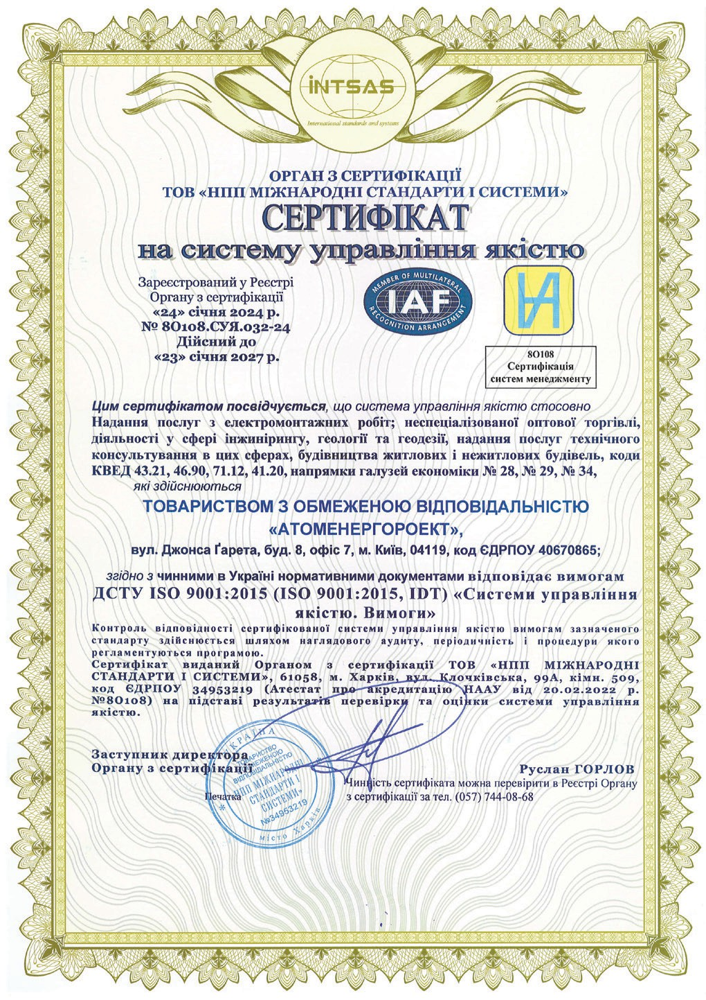 INTSAS
International standards and systems
ОРГАН З СЕРТИФІКАЦІЇ
ТОВ «НПП МІЖНАРОДНІ СТАНДАРТИ І СИСТЕМИ»
СЕРТИФІКАТ
на систему управління якістю
Зареєстрований у Реєстрі
Органу з сертифікації
«24» січня 2024 р.
№ 8О108.СУЯ.032-24
Дійсний до
«23» січня 2027 р.
MEMBER OF MULTILATERAL
IAF
RECOGNITION ARRANGEMENT
8О108
Сертифікація
систем менеджменту
Цим сертифікатом посвідчується, що система управління якістю стосовно
Надання послуг з електромонтажних робіт; неспеціалізованої оптової торгівлі,
діяльності у сфері інжинірингу, геології та геодезії, надання послуг технічного
консультування в цих сферах, будівництва житлових і нежитлових будівель, коди
КВЕД 43.21, 46.90, 71.12, 41.20, напрямки галузей економіки № 28, № 29, № 34,
які здійснюються
ТОВАРИСТВОМ З ОБМЕЖЕНОЮ ВІДПОВІДАЛЬНІСТЮ
«АТОМЕНЕРГОРОЕКТ»,
вул. Джонса Ґарета, буд. 8, офіс 7, м. Київ, 04119, код ЄДРПОУ 40670865;
згідно з чинними в Україні нормативними документами відповідає вимогам
ДСТУ ISO 9001:2015 (ISO 9001:2015, IDT) «Системи управління
якістю. Вимоги»
Контроль відповідності сертифікованої системи управління якістю вимогам зазначеного
стандарту здійснюється шляхом наглядового аудиту, періодичність і процедури якого
регламентуються програмою.
Сертифікат виданий Органом з сертифікації ТОВ «НПП МІЖНАРОДНІ
СТАНДАРТИ І СИСТЕМИ», 61058, м. Харків, вул. Клочківська, 99А, кімн. 509,
код ЄДРПОУ 34953219 (Атестат про акредитацію НААУ від 20.02.2022 р.
№8О108) на підставі результатів перевірки та оцінки системи управління
якістю.
Заступник директора
Органу з сертифікації
Руслан ГОРЛОВ
Печатка
Чинність сертифіката можна перевірити в Реєстрі Органу
з сертифікації за тел. (057) 744-08-68
УКРАЇНА
ТОВАРИСТВО
З ОБМЕЖЕНОЮ
ВІДПОВІДАЛЬНІСТЮ
«НПП МІЖНАРОДНІ
СТАНДАРТИ І
СИСТЕМИ»
№34953219
місто Харків